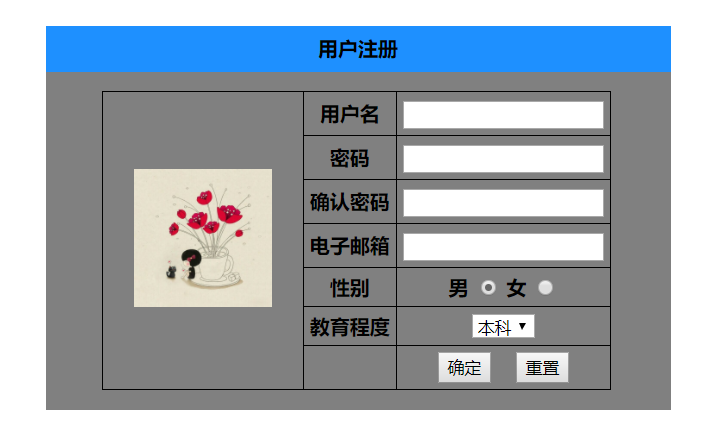 用户注册
用户名
密码
确认密码
电子邮箱
性别 男 女
教育程度 本科
确定 重置